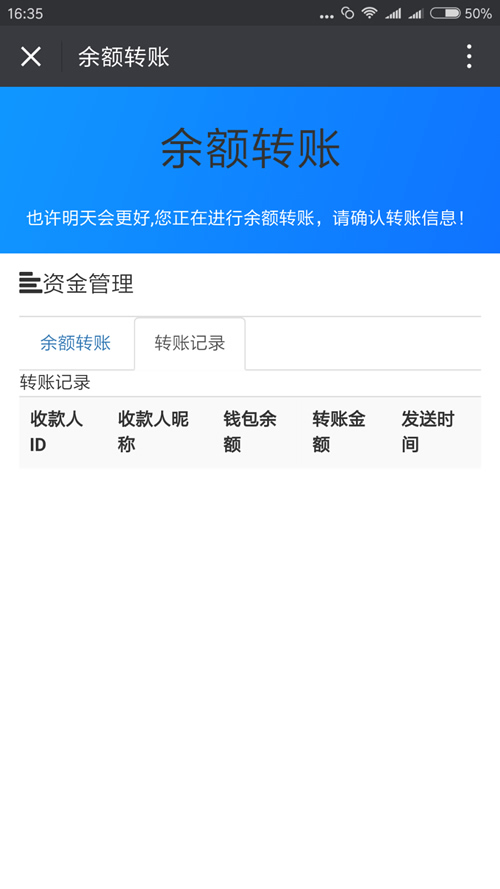 16:35
50%
余额转账
余额转账
也许明天会更好,您正在进行余额转账，请确认转账信息！
资金管理
余额转账 转账记录
转账记录
收款人 收款人昵 钱包余 转账金 发送时
ID 称 额 额 间